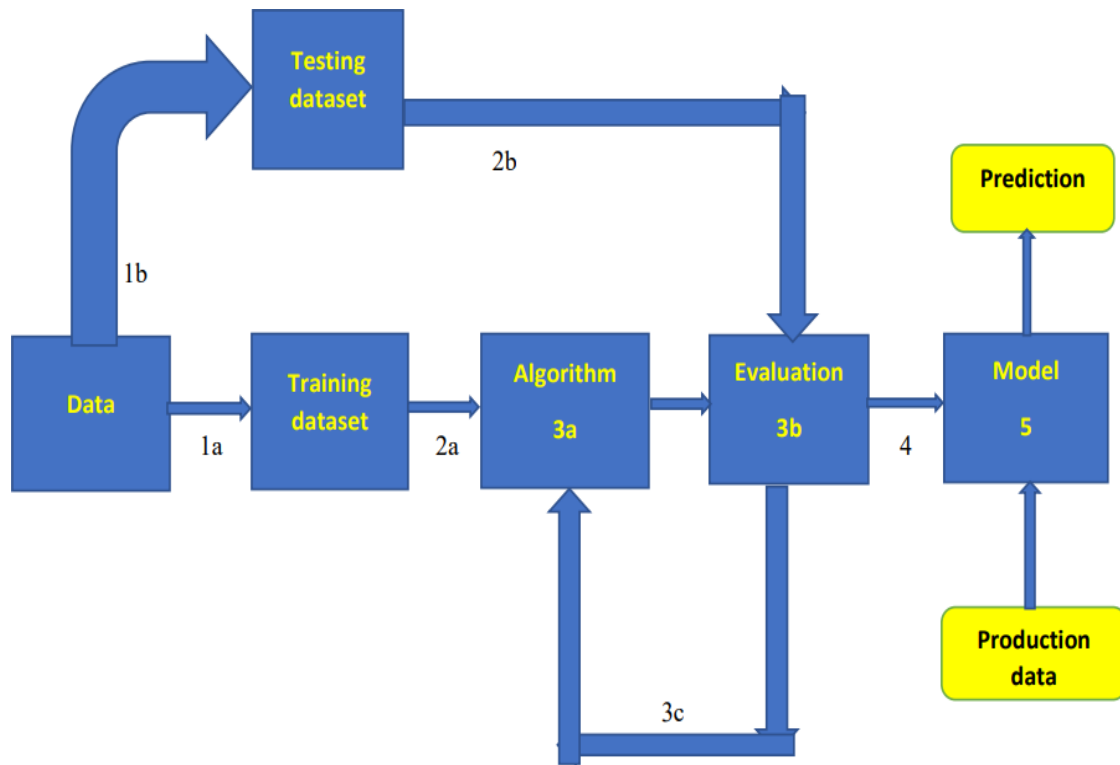 Testing
dataset
2b
Prediction
1b
Data
1a
Training
dataset
2a
Algorithm
3a
Evaluation
3b
4
Model
5
Production
data
3c